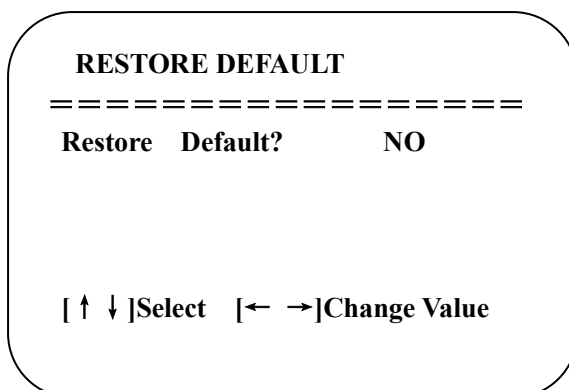 RESTORE DEFAULT
=================
Restore Default? NO
[ ↑ ↓ ]Select [← →]Change Value